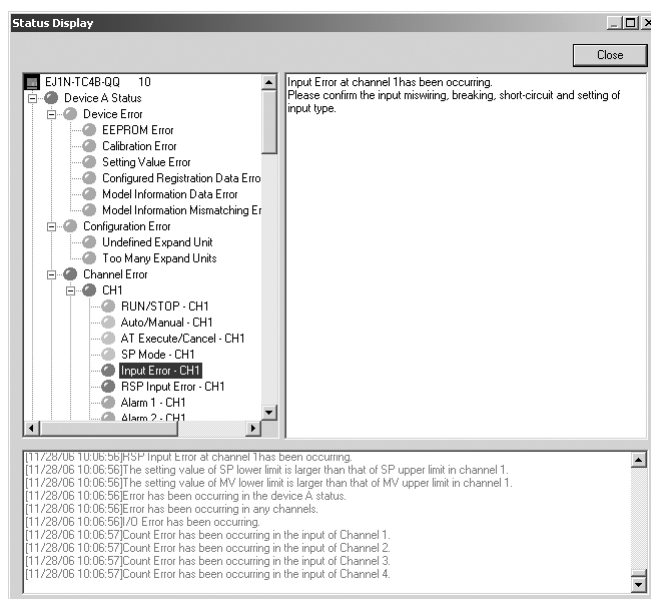 Status Display
Close
EJ1N-TC4B-QQ 10
Device A Status
Device Error
EEPROM Error
Calibration Error
Setting Value Error
Configured Registration Data Erro
Model Information Data Error
Model Information Mismatching Er
Configuration Error
Undefined Expand Unit
Too Many Expand Units
Channel Error
CH1
RUN/STOP - CH1
Auto/Manual - CH1
AT Execute/Cancel - CH1
SP Mode - CH1
Input Error - CH1
RSP Input Error - CH1
Alarm 1 - CH1
Alarm 2 - CH1
Input Error at channel 1has been occurring.
Please confirm the input miswiring, breaking, short-circuit and setting of
input type.
[11/28/06 10:06:56]RSP Input Error at channel 1has been occurring.
[11/28/06 10:06:56]The setting value of SP lower limit is larger than that of SP upper limit in channel 1.
[11/28/06 10:06:56]The setting value of MV lower limit is larger than that of MV upper limit in channel 1.
[11/28/06 10:06:56]Error has been occurring in the device A status.
[11/28/06 10:06:56]Error has been occurring in any channels.
[11/28/06 10:06:56]I/O Error has been occurring.
[11/28/06 10:06:57]Count Error has been occurring in the input of Channel 1.
[11/28/06 10:06:57]Count Error has been occurring in the input of Channel 2.
[11/28/06 10:06:57]Count Error has been occurring in the input of Channel 3.
[11/28/06 10:06:57]Count Error has been occurring in the input of Channel 4.